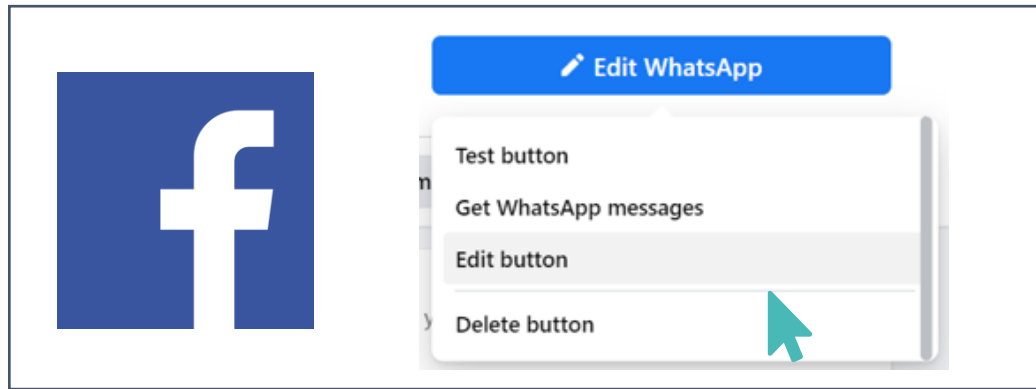 Edit WhatsApp
Test button
m
Get WhatsApp messages
Edit button
y
Delete button